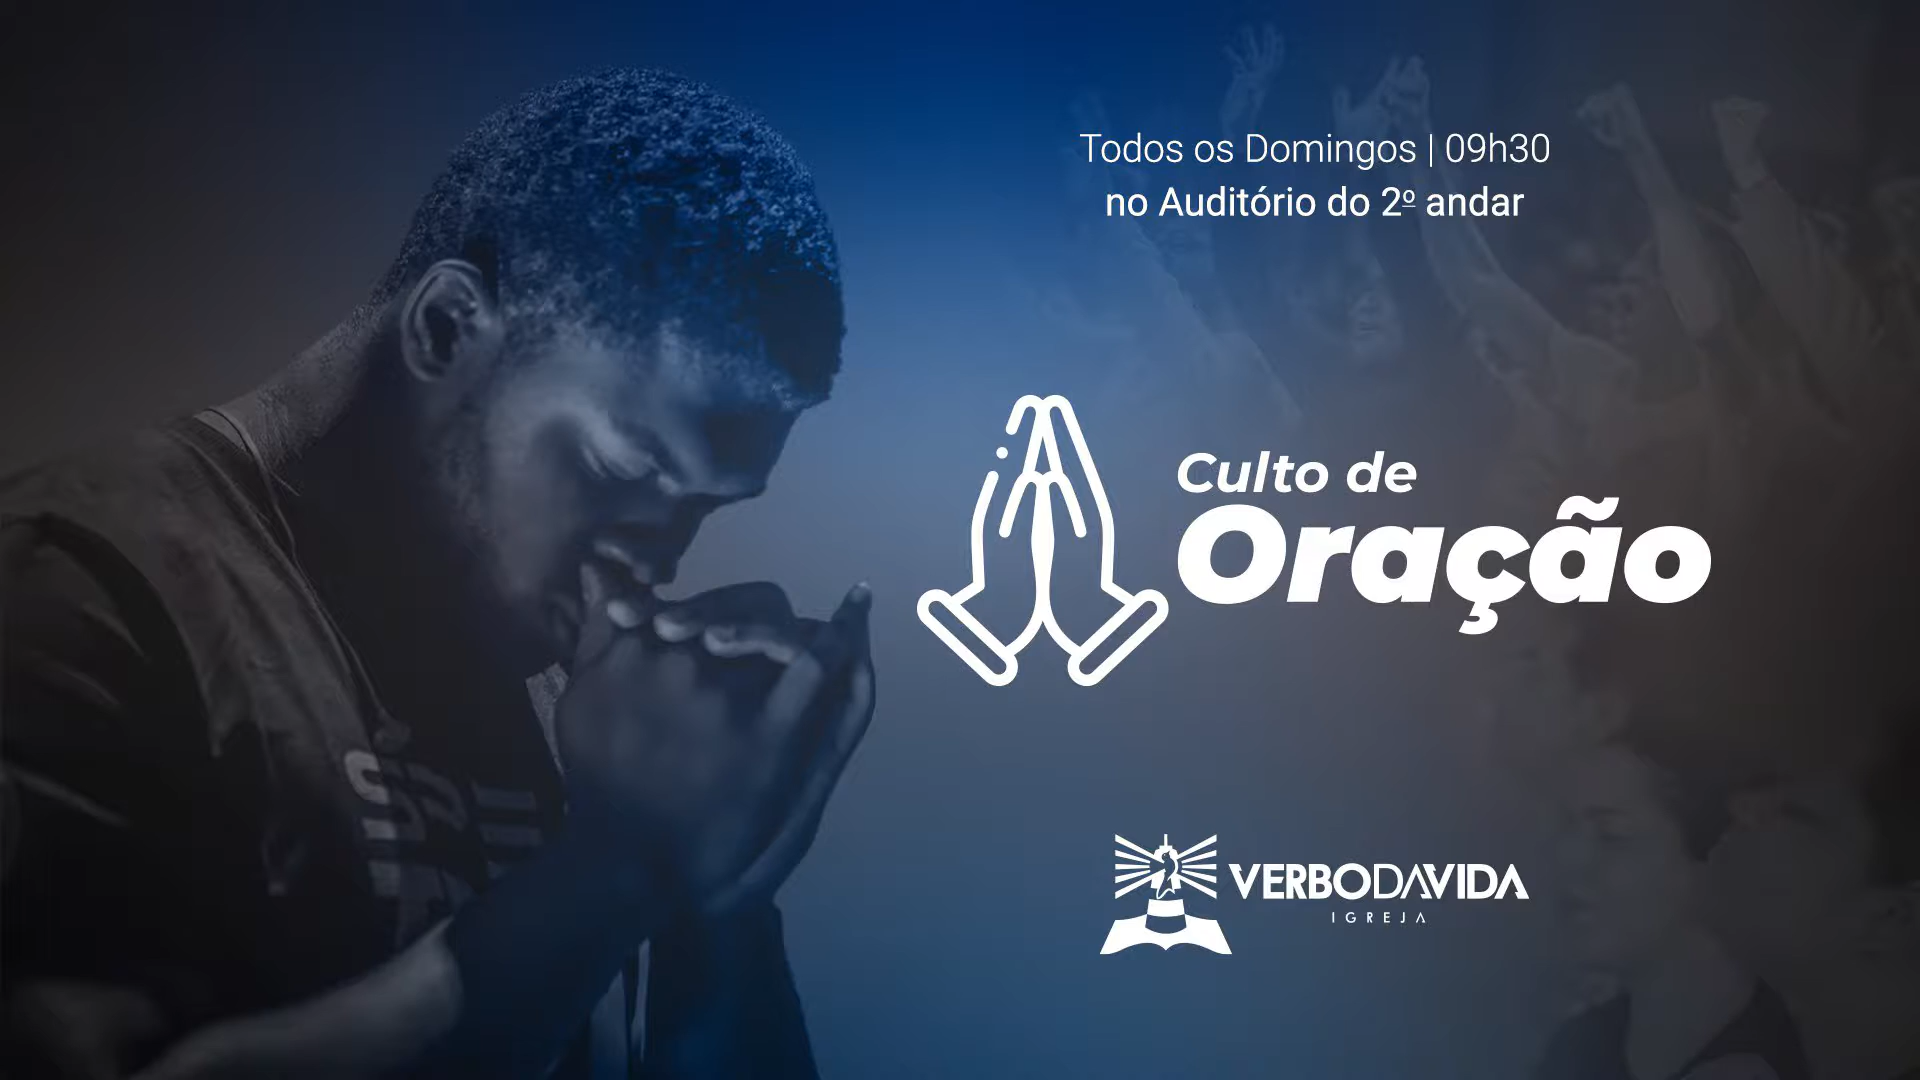 Todos os Domingos | 09h30
no Auditório do 2º andar
Culto de
Oração
VERBODAVIDA
IGREJA